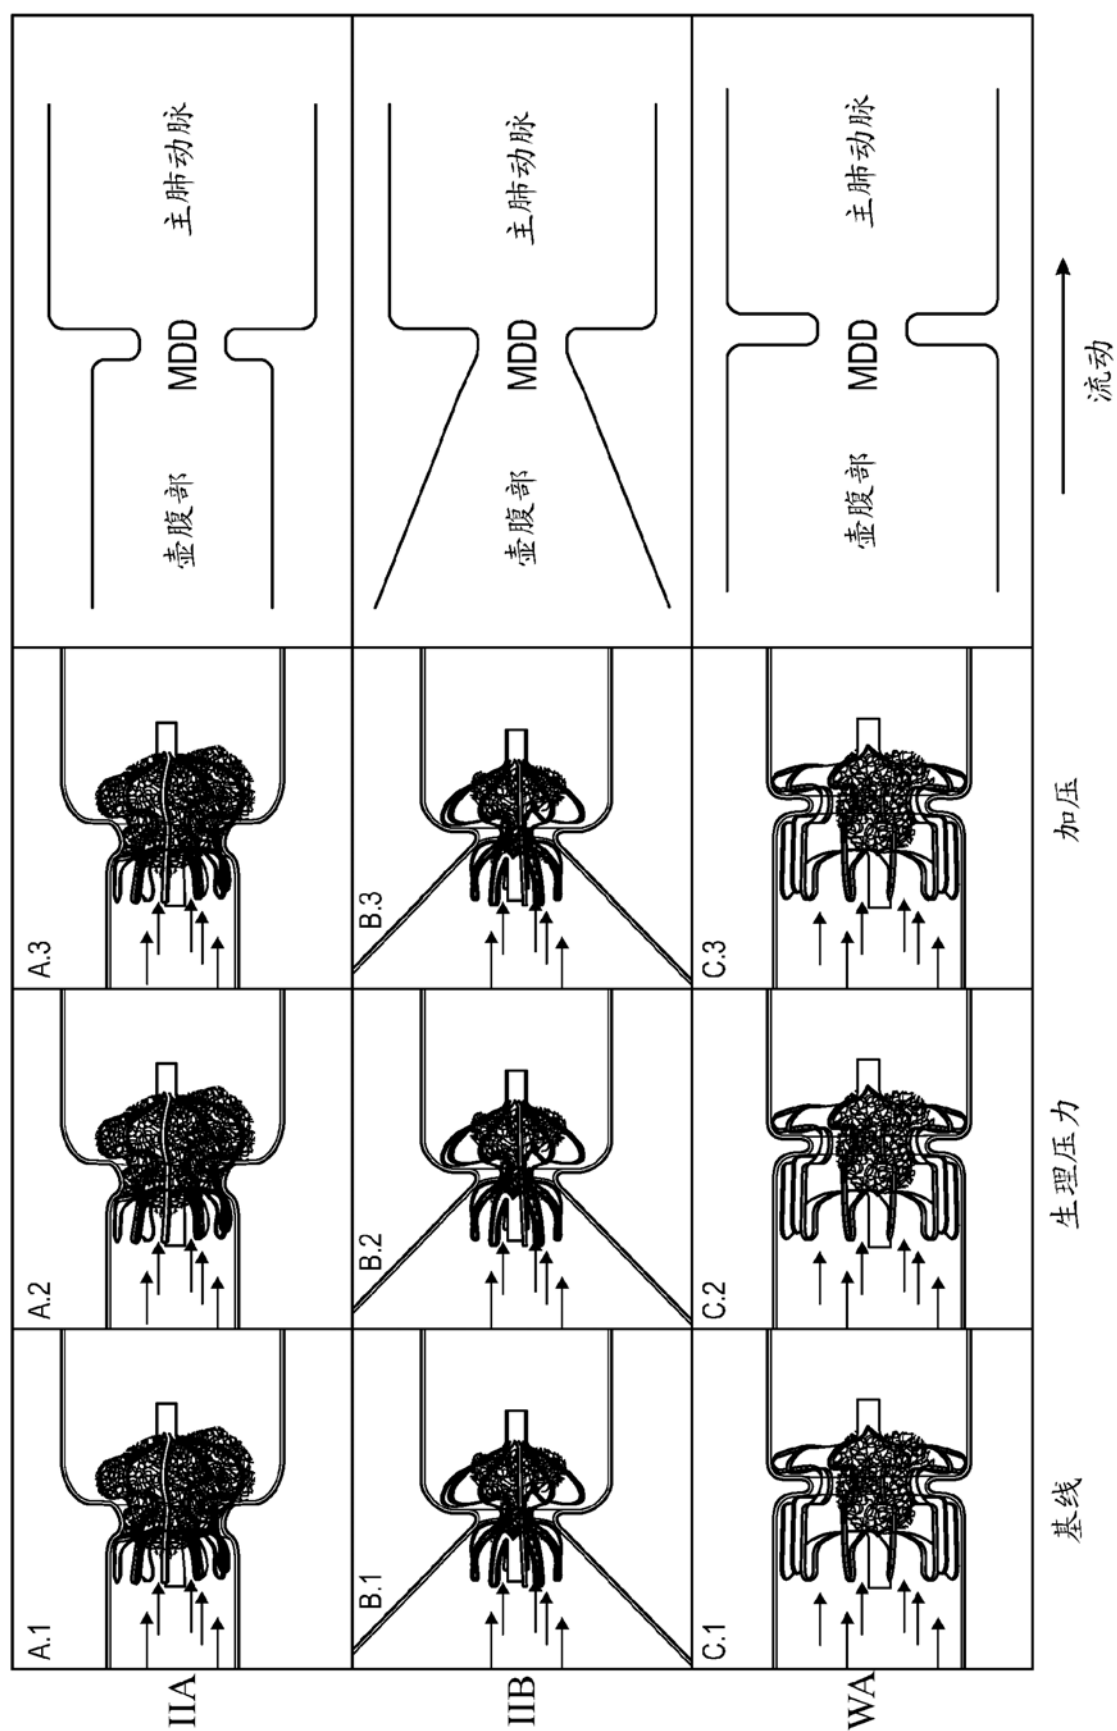 IIA
A.1
A.2
A.3
壶腹部
MDD
主肺动脉
IIB
B.1
B.2
B.3
壶腹部
MDD
主肺动脉
WA
C.1
C.2
C.3
壶腹部
MDD
主肺动脉
基线
生理压力
加压
流动